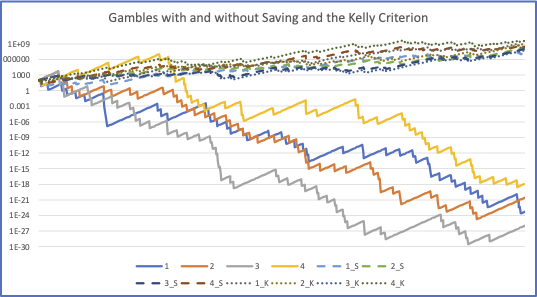 Gambles with and without Saving and the Kelly Criterion
1E+09
000000
1000
1
0.001
1E-06
1E-09
1E-12
1E-15
1E-18
1E-21
1E-24
1E-27
1E-30
1 2 3 4 1_S 2_S
3_S 4_S 1_K 2_K 3_K 4_K